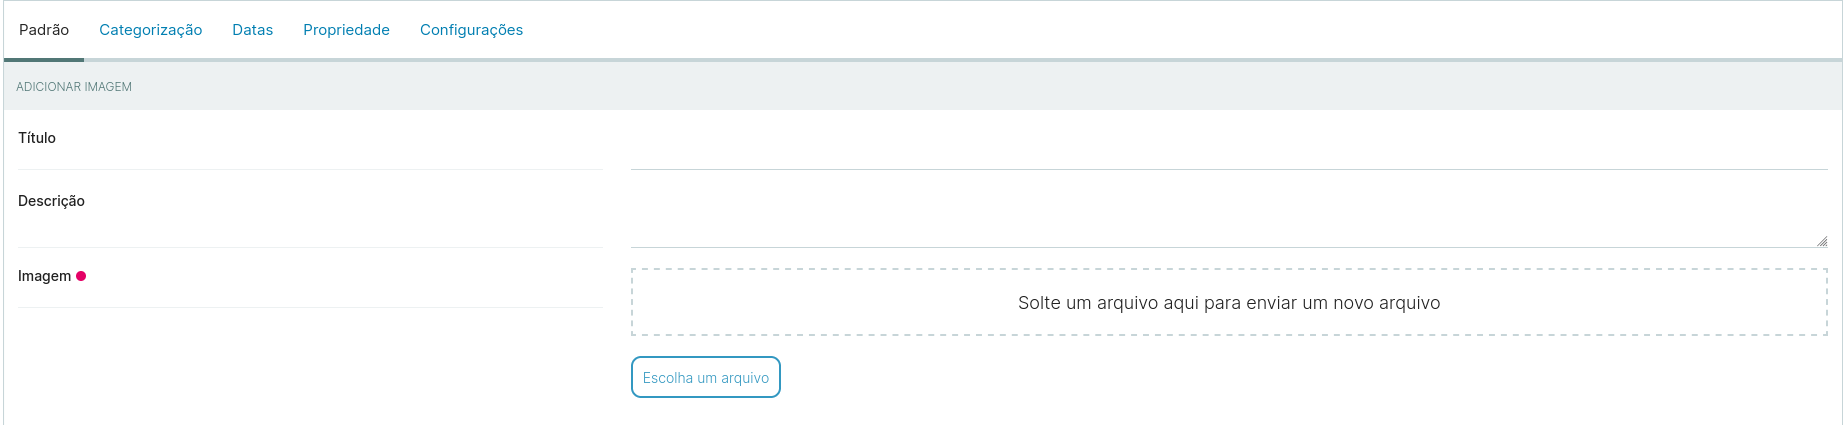 Padrão Categorização Datas Propriedade Configurações
ADICIONAR IMAGEM
Título
Descrição
Imagem
Solte um arquivo aqui para enviar um novo arquivo
Escolha um arquivo